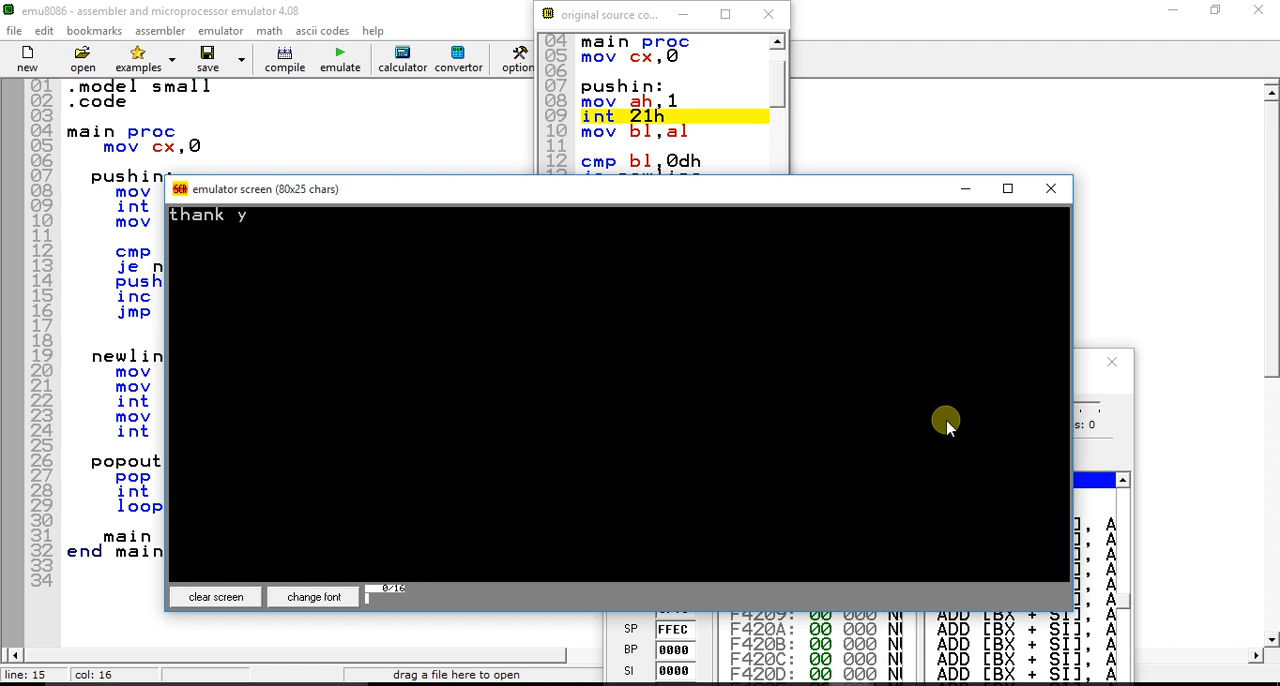 emu8086 - assembler and microprocessor emulator 4.08
file edit bookmarks assembler emulator math ascii codes help
new open examples save compile emulate calculator convertor option
01 .model small
02 .code
03
04 main proc
05 mov cx,0
06
07 pushin:
08 mov
09 int
10 mov
11
12 cmp
13 je n
14 push
15 inc
16 jmp
17
18
19 newlin
20 mov
21 mov
22 int
23 mov
24 int
25
26 popout
27 pop
28 int
29 loop
30
31 main
32 end main
33
34
line: 15 col: 16 drag a file here to open
original source co...
04 main proc
05 mov cx,0
06
07 pushin:
08 mov ah,1
09 int 21h
10 mov bl,al
11
12 cmp bl,0dh
emulator screen (80x25 chars)
thank y
clear screen change font 0/16
s: 0
], A
], A
], A
], A
], A
], A
SP FFEC
BP 0000
SI 0000
F4209: 00 000 ADD [BX + SI], A
F420A: 00 000 ADD [BX + SI], A
F420B: 00 000 ADD [BX + SI], A
F420C: 00 000 ADD [BX + SI], A
F420D: 00 000 ADD [BX + SI], A